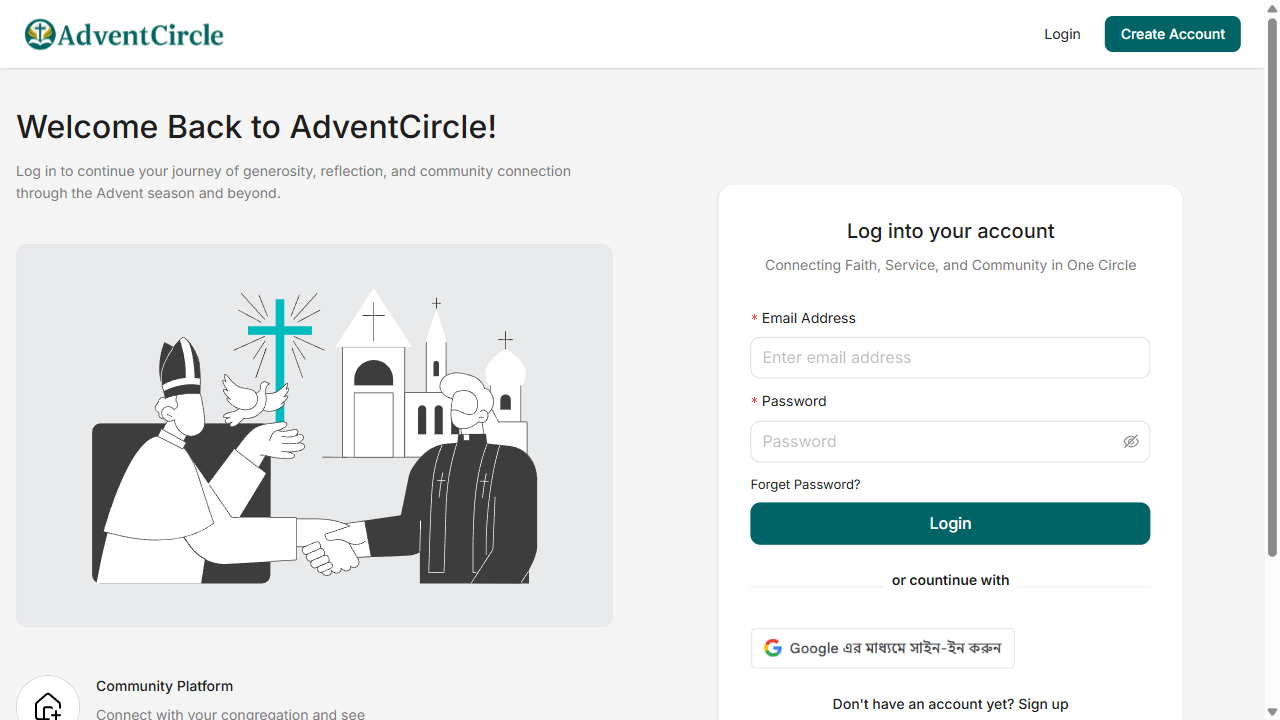 AdventCircle
Login
Create Account
Welcome Back to AdventCircle!
Log in to continue your journey of generosity, reflection, and community connection
through the Advent season and beyond.
Log into your account
Connecting Faith, Service, and Community in One Circle
* Email Address
Enter email address
* Password
Password
Forget Password?
Login
or countinue with
Google এর মাধ্যমে সাইন-ইন করুন
Don't have an account yet? Sign up
Community Platform
Connect with your congregation and see